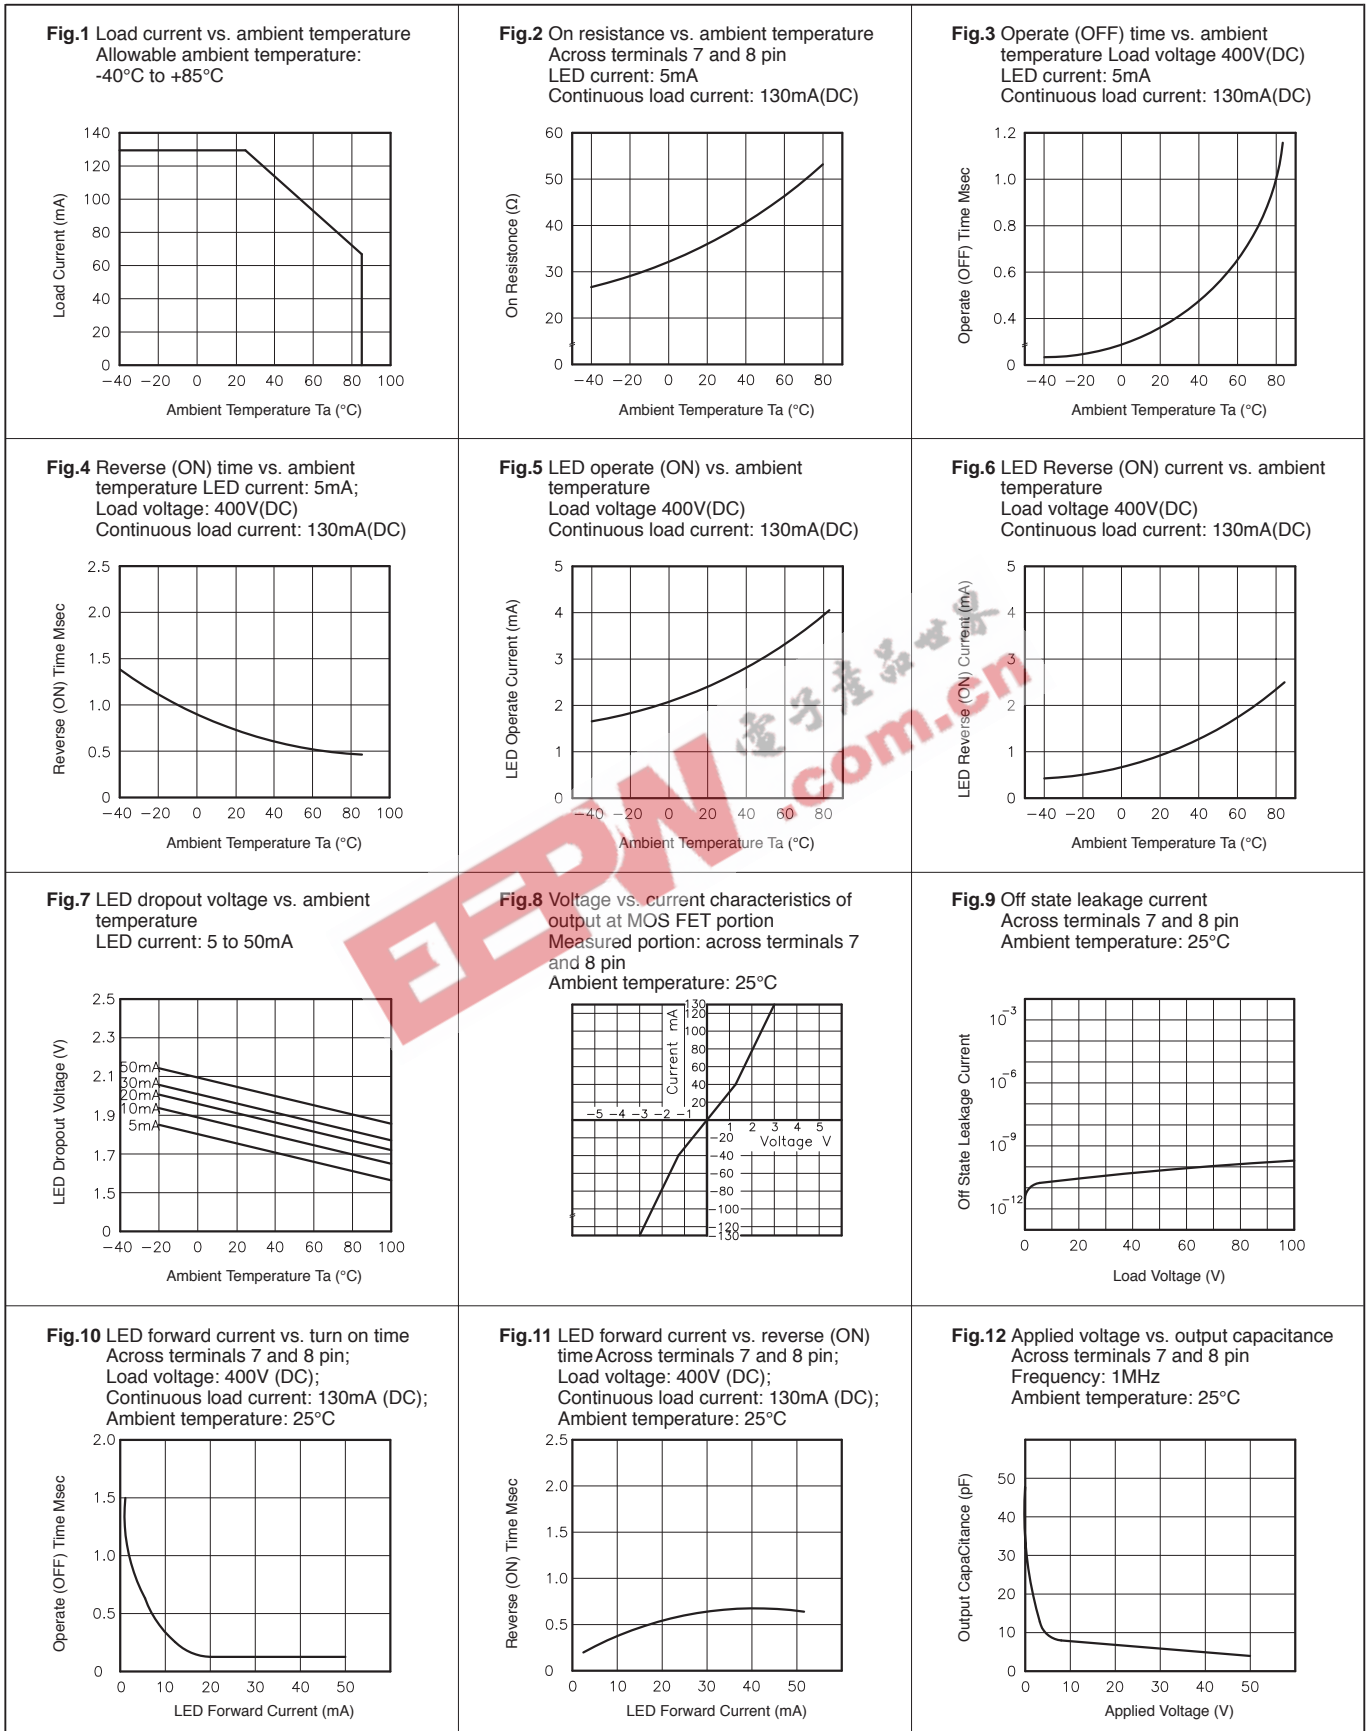 Fig.1 Load current vs. ambient temperature
Allowable ambient temperature:
-40°C to +85°C
140
120
100
80
60
40
20
0
Load Current (mA)
−40 −20 0 20 40 60 80 100
Ambient Temperature Ta (°C)
Fig.2 On resistance vs. ambient temperature
Across terminals 7 and 8 pin
LED current: 5mA
Continuous load current: 130mA(DC)
60
50
40
30
20
0
On Resistonce (Ω)
−40 −20 0 20 40 60 80
Ambient Temperature Ta (°C)
Fig.3 Operate (OFF) time vs. ambient
temperature Load voltage 400V(DC)
LED current: 5mA
Continuous load current: 130mA(DC)
1.2
1.0
0.8
0.6
0.4
0
Operate (OFF) Time Msec
−40 −20 0 20 40 60 80
Ambient Temperature Ta (°C)
Fig.4 Reverse (ON) time vs. ambient
temperature LED current: 5mA;
Load voltage: 400V(DC)
Continuous load current: 130mA(DC)
2.5
2.0
1.5
1.0
0.5
0
Reverse (ON) Time Msec
−40 −20 0 20 40 60 80 100
Ambient Temperature Ta (°C)
Fig.5 LED operate (ON) vs. ambient
temperature
Load voltage 400V(DC)
Continuous load current: 130mA(DC)
5
4
3
2
1
0
LED Operate Current (mA)
−40 −20 0 20 40 60 80
Ambient Temperature Ta (°C)
Fig.6 LED Reverse (ON) current vs. ambient
temperature
Load voltage 400V(DC)
Continuous load current: 130mA(DC)
5
4
3
2
1
0
LED Reverse (ON) Current (mA)
−40 −20 0 20 40 60 80
Ambient Temperature Ta (°C)
電子產品世界
EEPW.com.cn
Fig.7 LED dropout voltage vs. ambient
temperature
LED current: 5 to 50mA
2.5
2.3
2.1
1.9
1.7
1.5
0
50mA
30mA
20mA
10mA
5mA
LED Dropout Voltage (V)
−40 −20 0 20 40 60 80 100
Ambient Temperature Ta (°C)
Fig.8 Voltage vs. current characteristics of
output at MOS FET portion
Measured portion: across terminals 7
and 8 pin
Ambient temperature: 25°C
130
120
100
80
60
40
20
Current mA
−5 −4 −3 −2 −1
1 2 3 4 5
Voltage V
−20
−40
−60
−80
−100
−120
−130
Fig.9 Off state leakage current
Across terminals 7 and 8 pin
Ambient temperature: 25°C
10−3
10−6
10−9
10−12
Off State Leakage Current
0 20 40 60 80 100
Load Voltage (V)
Fig.10 LED forward current vs. turn on time
Across terminals 7 and 8 pin;
Load voltage: 400V (DC);
Continuous load current: 130mA (DC);
Ambient temperature: 25°C
2.0
1.5
1.0
0.5
0
Operate (OFF) Time Msec
0 10 20 30 40 50
LED Forward Current (mA)
Fig.11 LED forward current vs. reverse (ON)
timeAcross terminals 7 and 8 pin;
Load voltage: 400V (DC);
Continuous load current: 130mA (DC);
Ambient temperature: 25°C
2.5
2.0
1.5
1.0
0.5
0
Reverse (ON) Time Msec
0 10 20 30 40 50
LED Forward Current (mA)
Fig.12 Applied voltage vs. output capacitance
Across terminals 7 and 8 pin
Frequency: 1MHz
Ambient temperature: 25°C
50
40
30
20
10
0
Output CapaCitance (pF)
0 10 20 30 40 50
Applied Voltage (V)